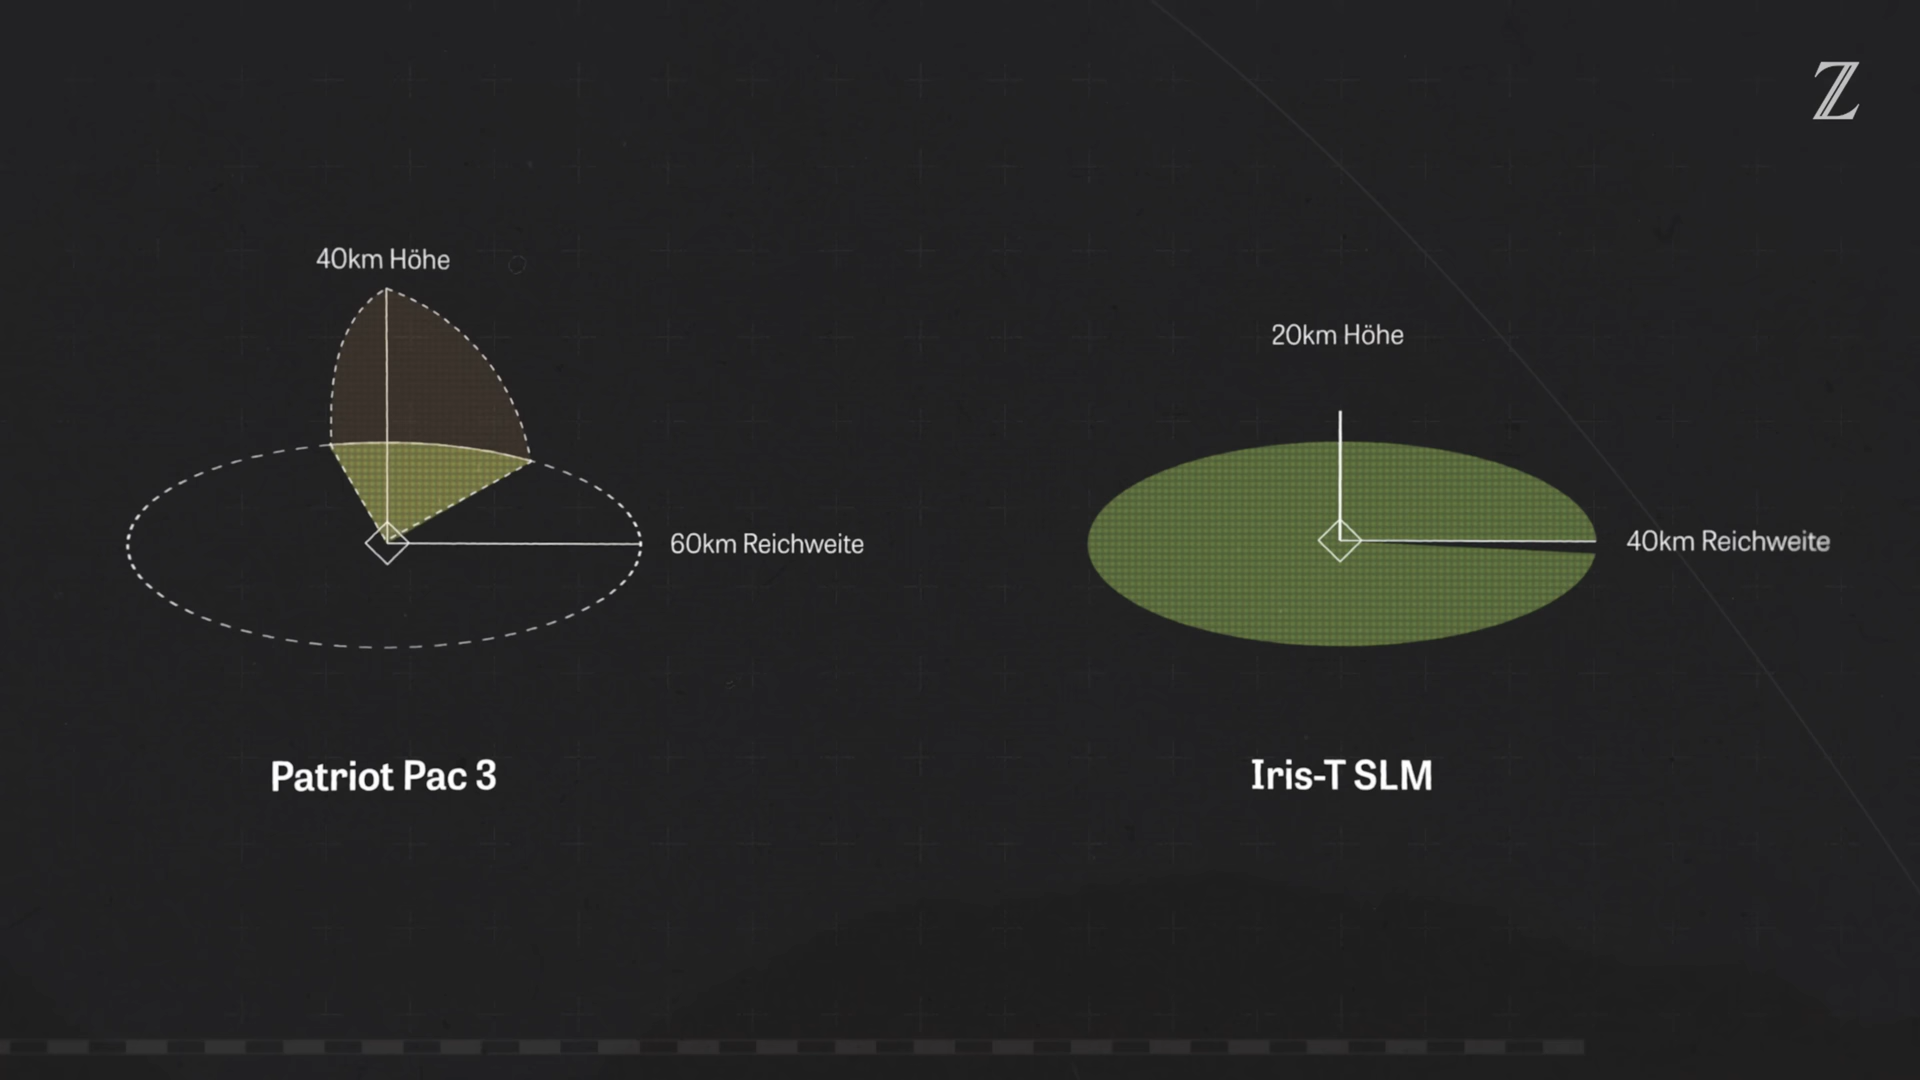 Z
40km Höhe
20km Höhe
60km Reichweite
40km Reichweite
Patriot Pac 3
Iris-T SLM